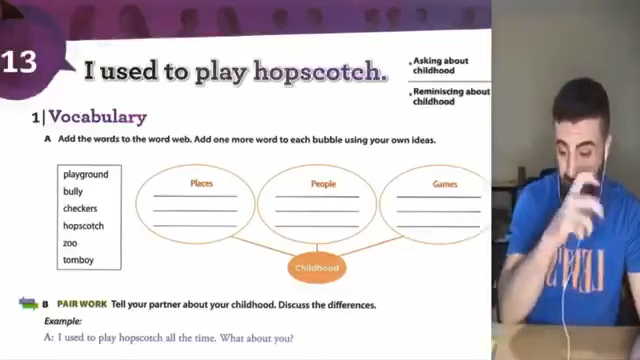 13
I used to play hopscotch.
Asking about
childhood
Reminiscing about
childhood
1 | Vocabulary
A Add the words to the word web. Add one more word to each bubble using your own ideas.
playground
bully
checkers
hopscotch
zoo
tomboy
Places
People
Games
Childhood
B PAIR WORK Tell your partner about your childhood. Discuss the differences.
Example:
A: I used to play hopscotch all the time. What about you?